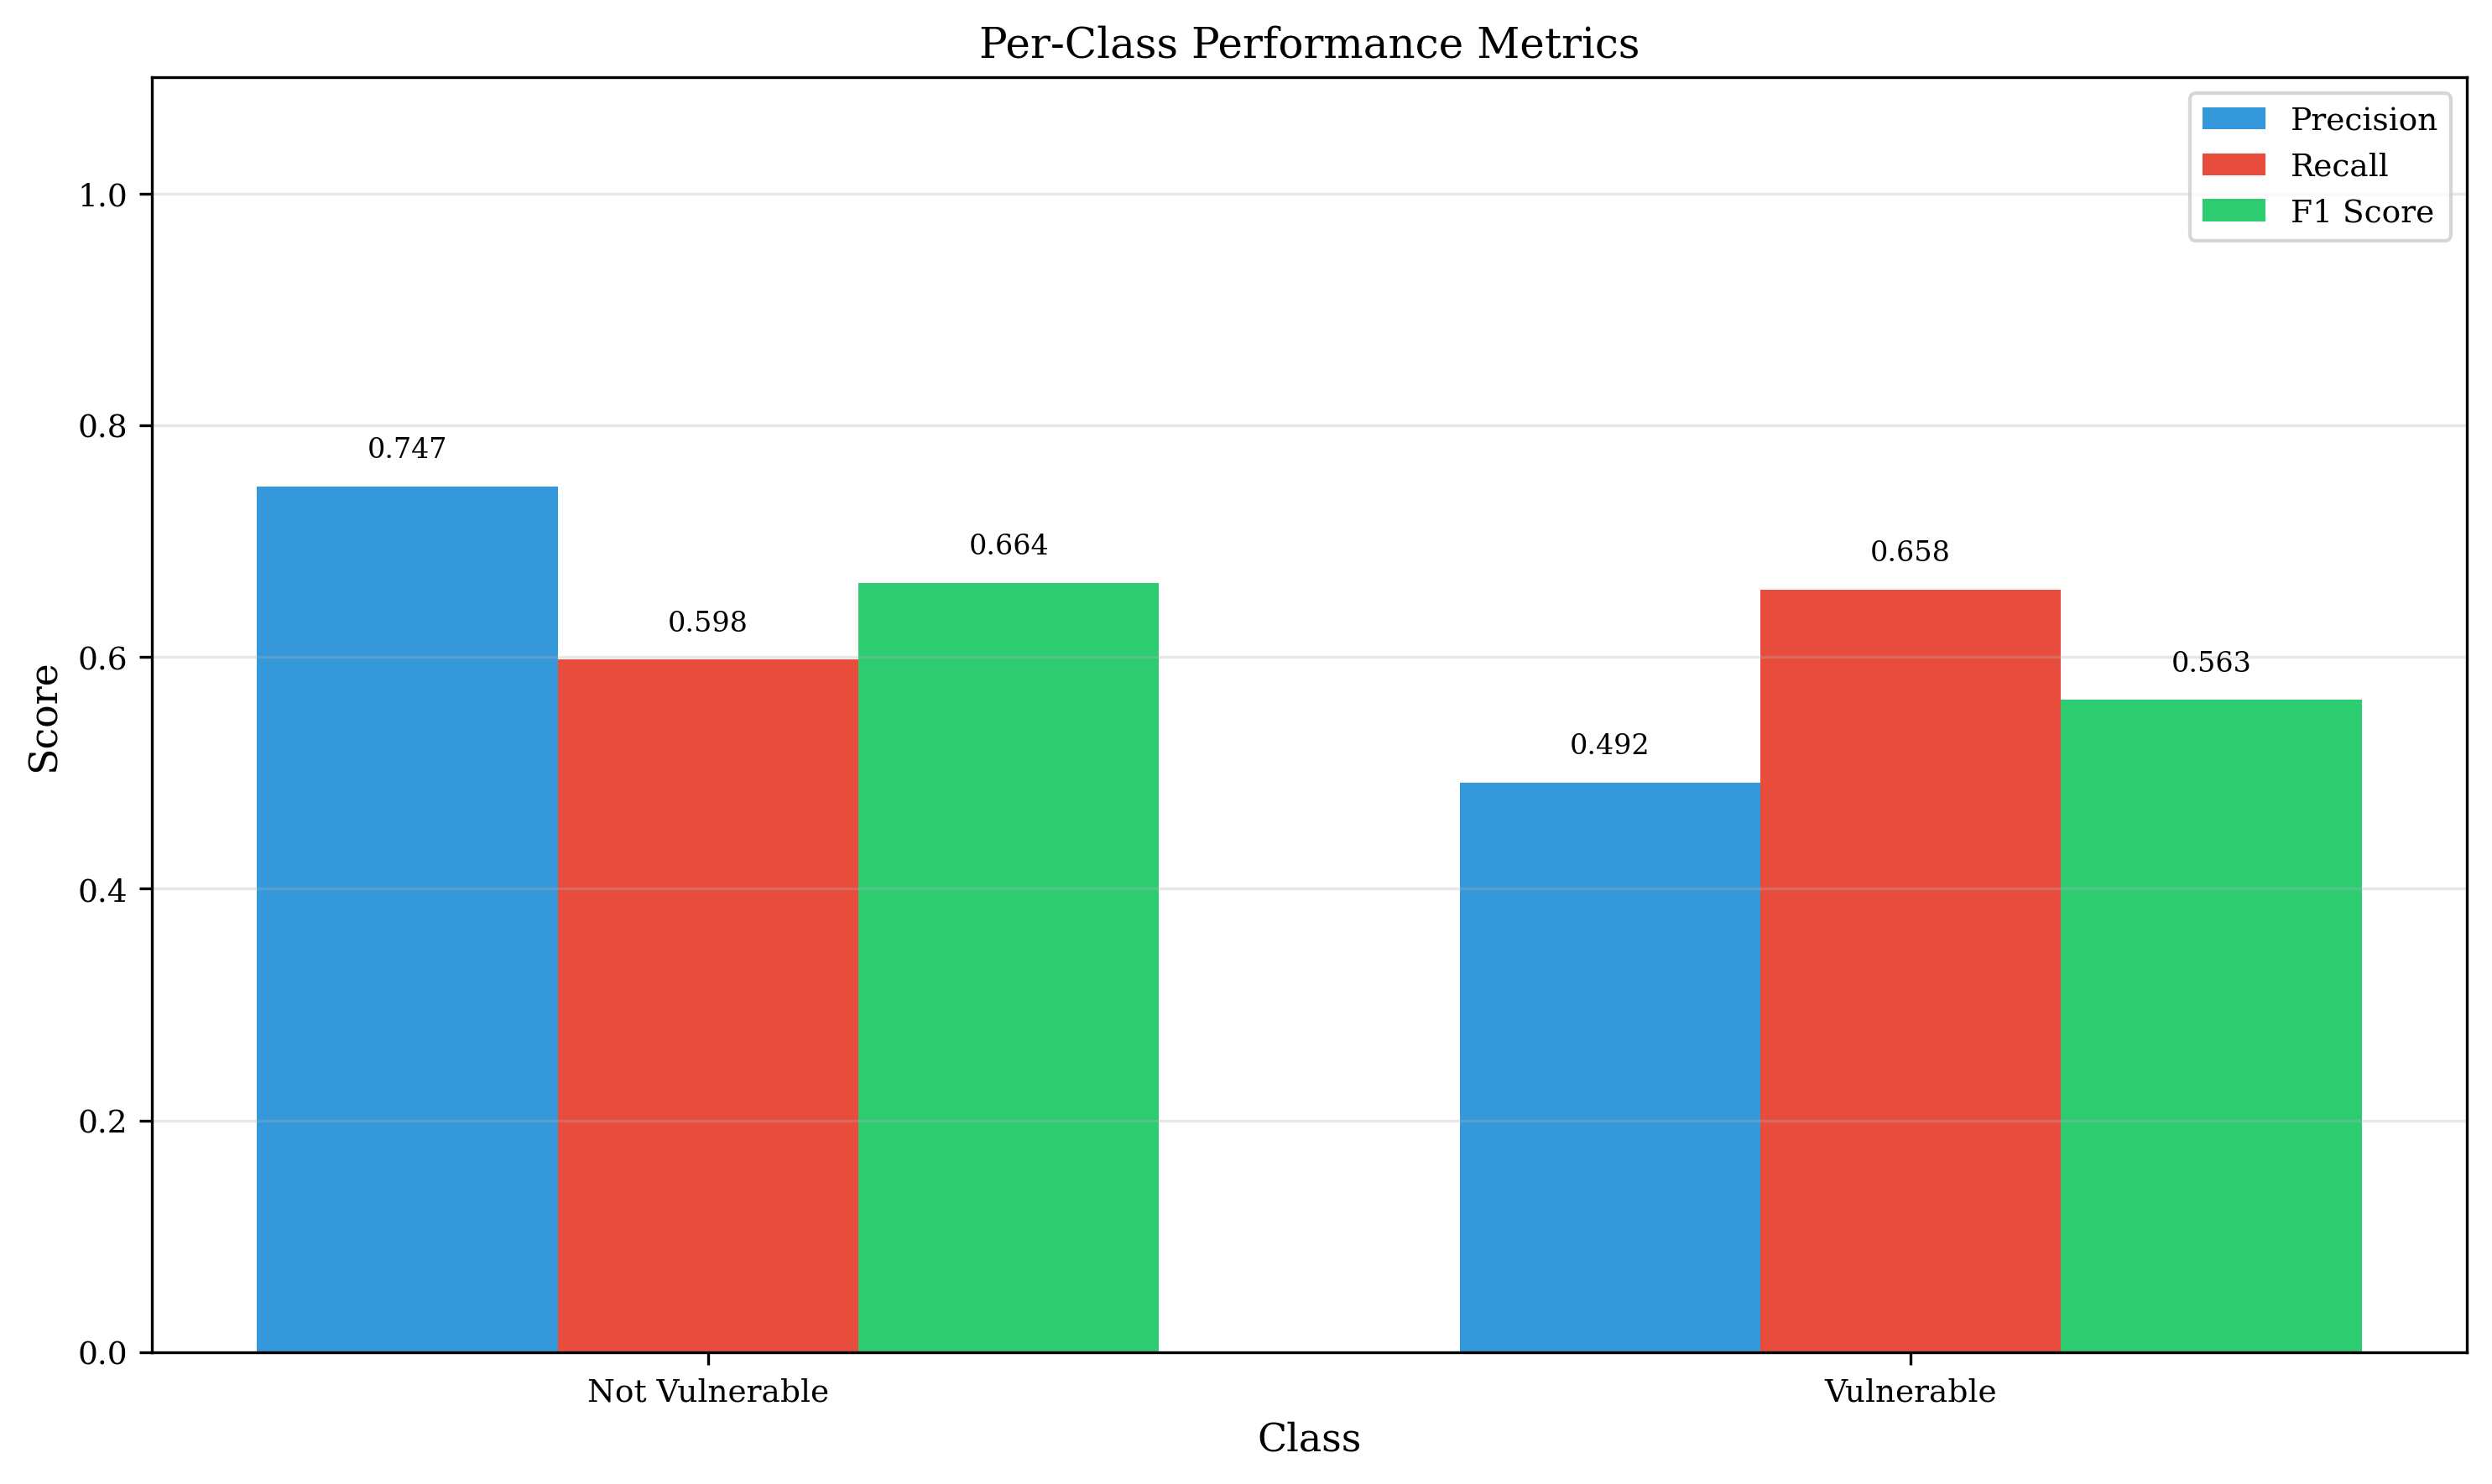 Per-Class Performance Metrics
Precision
Recall
F1 Score
1.0
0.8
0.6
0.4
0.2
0.0
Score
0.747
0.598
0.664
0.492
0.658
0.563
Not Vulnerable
Vulnerable
Class